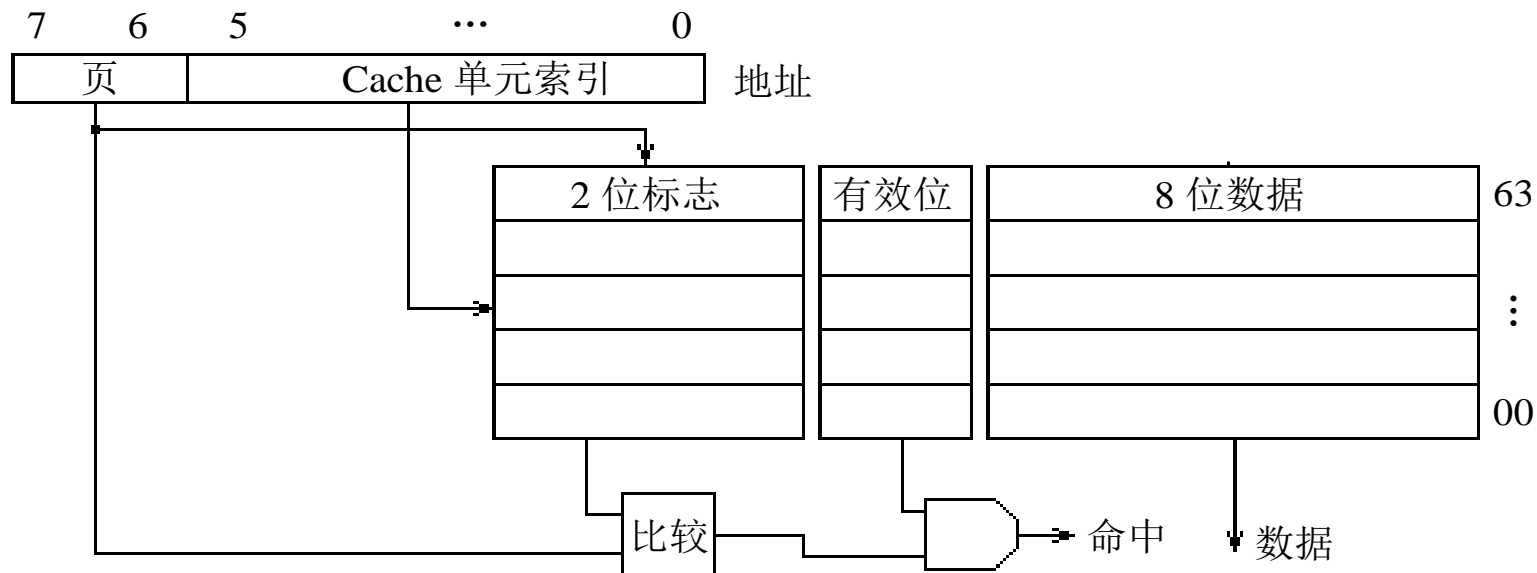 7 6 5 … 0
页 Cache 单元索引 地址
2 位标志 有效位 8 位数据 63
⋮
00
比较 命中 数据